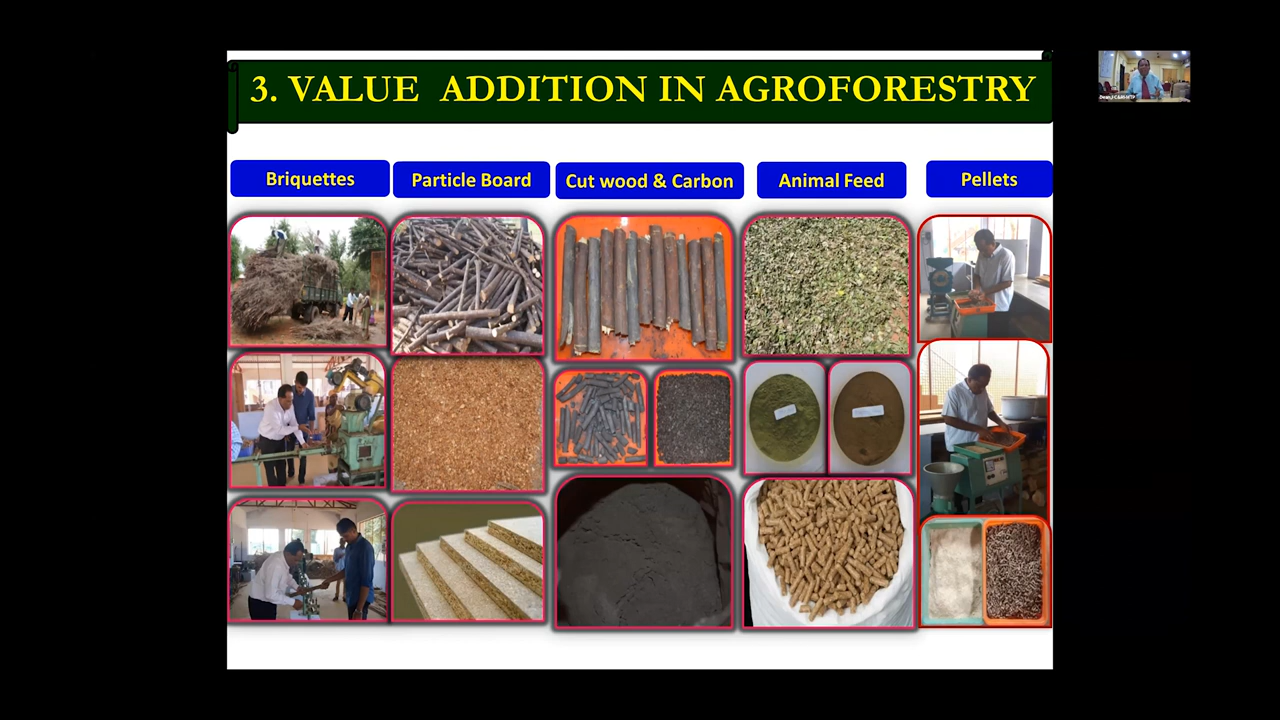 3. VALUE ADDITION IN AGROFORESTRY
Briquettes
Particle Board
Cut wood & Carbon
Animal Feed
Pellets